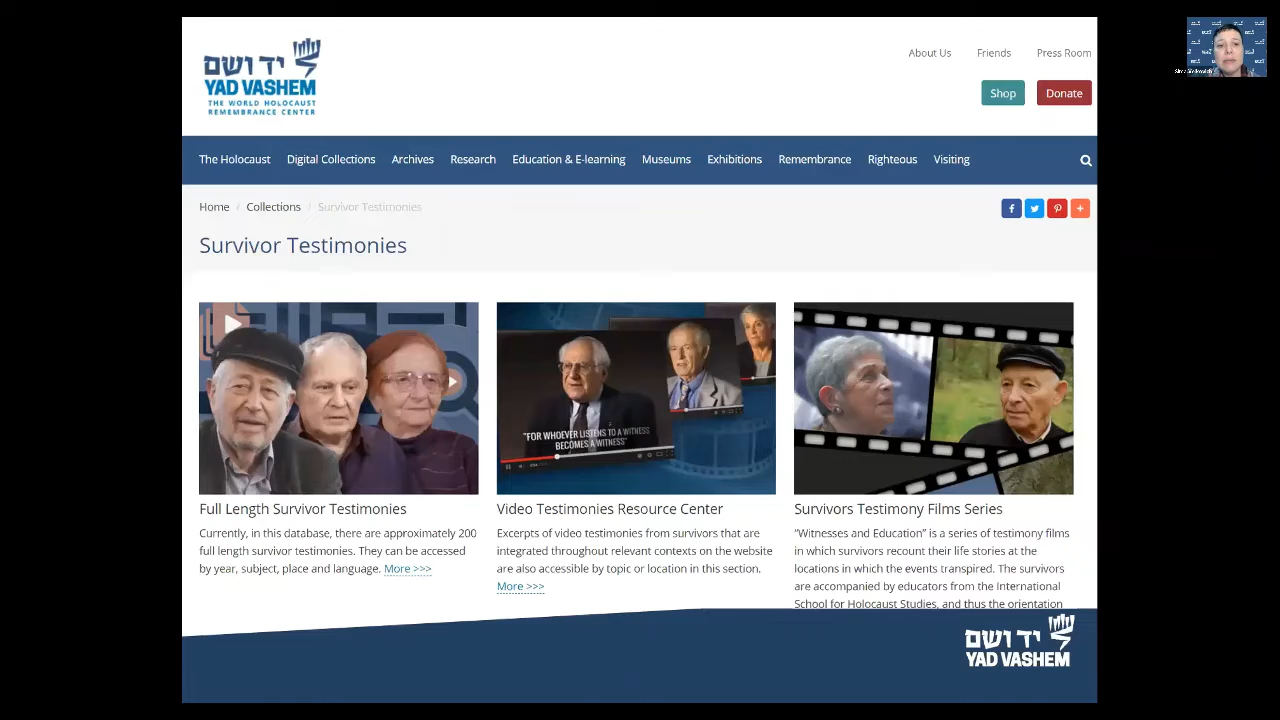 יד ושם
YAD VASHEM
THE WORLD HOLOCAUST
REMEMBRANCE CENTER
About Us Friends Press Room
Shop Donate
The Holocaust Digital Collections Archives Research Education & E-learning Museums Exhibitions Remembrance Righteous Visiting
Home / Collections / Survivor Testimonies
Survivor Testimonies
"FOR WHOEVER LISTENS TO A WITNESS
BECOMES A WITNESS"
Full Length Survivor Testimonies
Currently, in this database, there are approximately 200
full length survivor testimonies. They can be accessed
by year, subject, place and language. More >>>
Video Testimonies Resource Center
Excerpts of video testimonies from survivors that are
integrated throughout relevant contexts on the website
are also accessible by topic or location in this section.
More >>>
Survivors Testimony Films Series
“Witnesses and Education” is a series of testimony films
in which survivors recount their life stories at the
locations in which the events transpired. The survivors
are accompanied by educators from the International
School for Holocaust Studies, and thus the orientation
יד ושם
YAD VASHEM